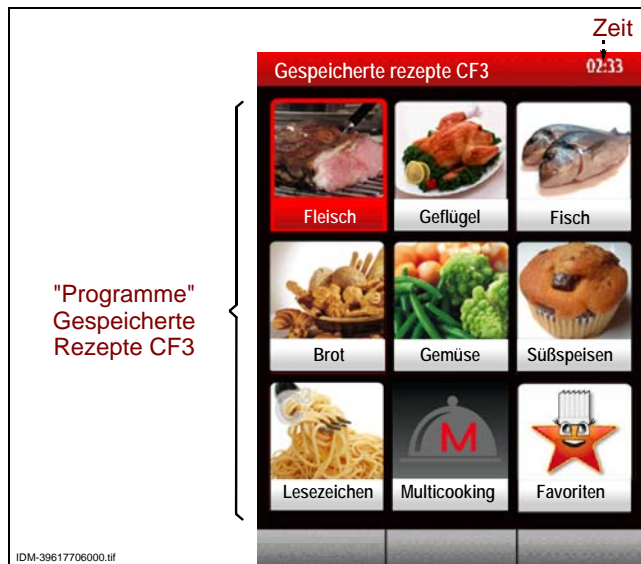 Zeit
Gespeicherte rezepte CF3 02:33
Fleisch Geflügel Fisch
"Programme"
Gespeicherte
Rezepte CF3
Brot Gemüse Süßspeisen
M
Lesezeichen Multicooking Favoriten
IDM-39617706000.tif